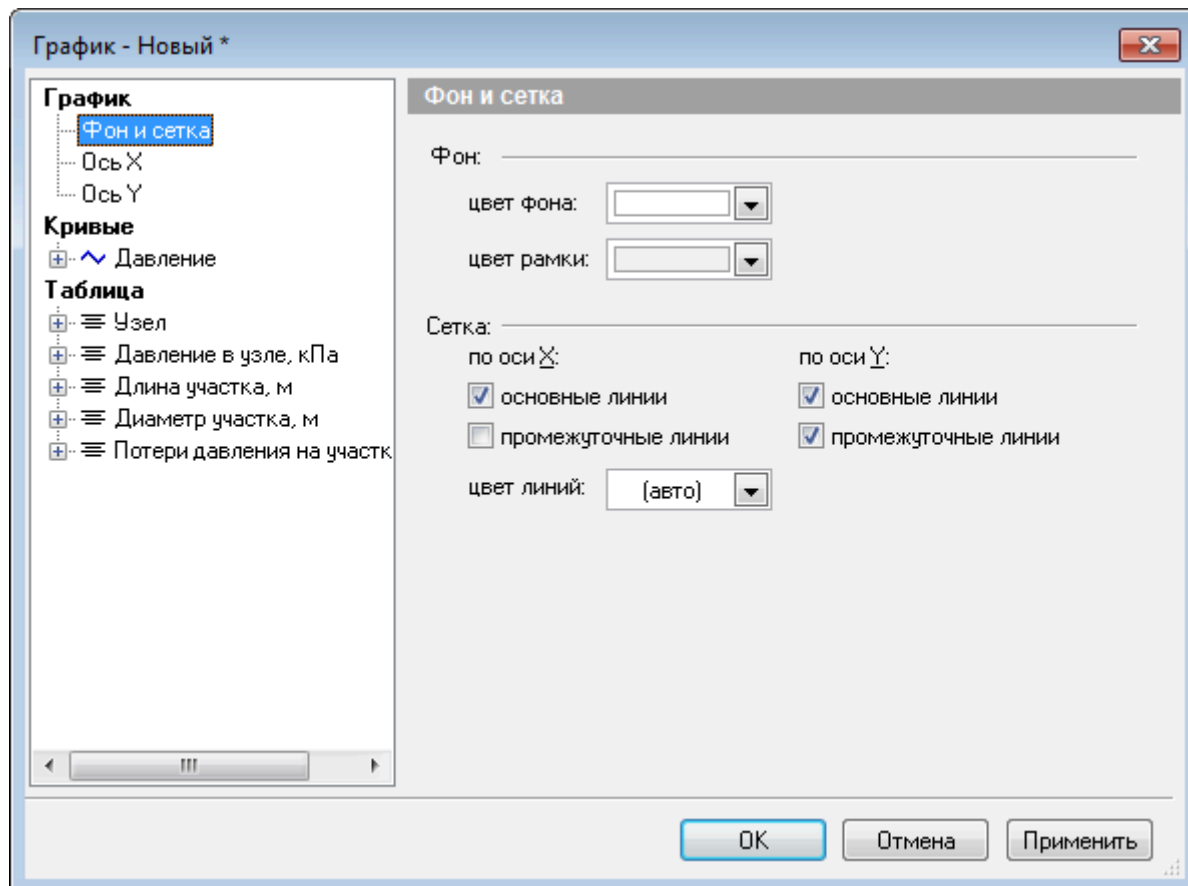 График - Новый *
График
Фон и сетка
Ось X
Ось Y
Кривые
Давление
Таблица
Узел
Давление в узле, кПа
Длина участка, м
Диаметр участка, м
Потери давления на участк
Фон и сетка
Фон:
цвет фона:
цвет рамки:
Сетка:
по оси X:
по оси Y:
основные линии
основные линии
промежуточные линии
промежуточные линии
цвет линий:
(авто)
OK
Отмена
Применить